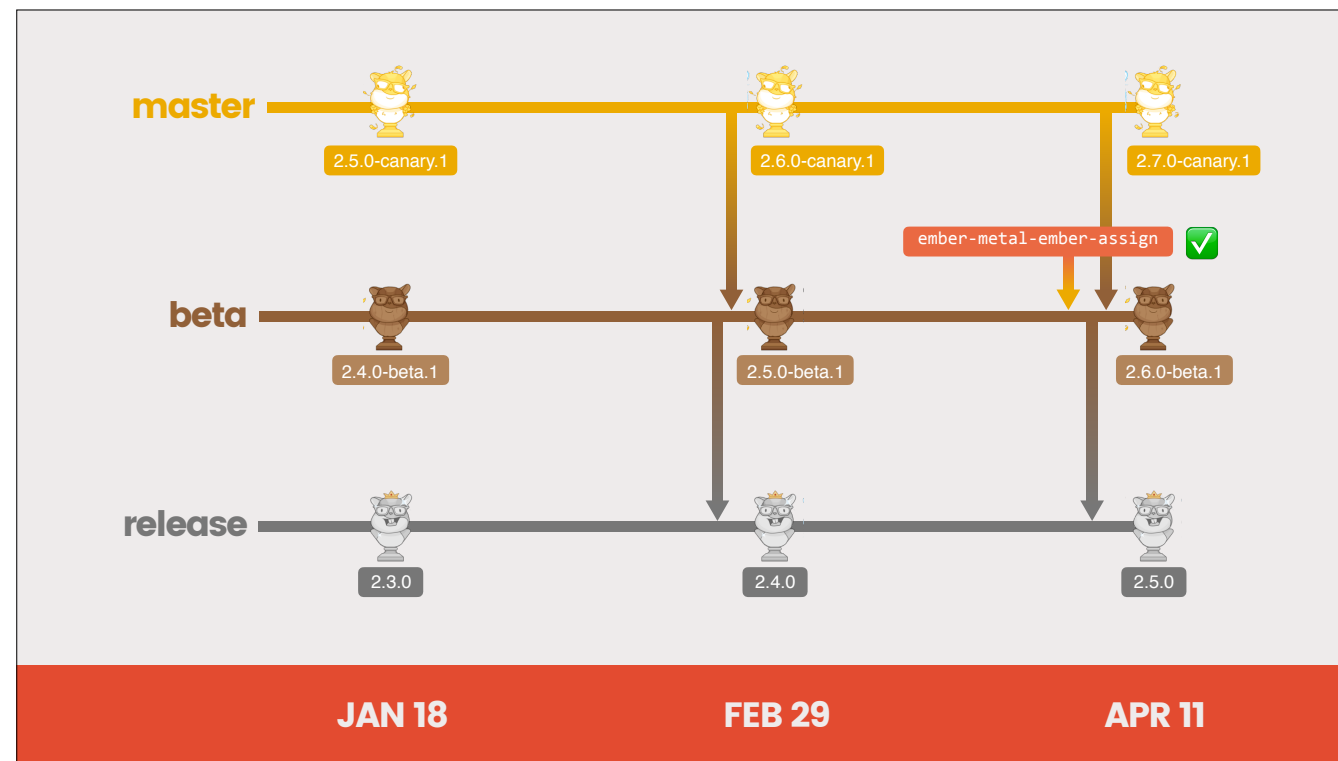 master
2.5.0-canary.1
2.6.0-canary.1
2.7.0-canary.1
ember-metal-ember-assign
beta
2.4.0-beta.1
2.5.0-beta.1
2.6.0-beta.1
release
2.3.0
2.4.0
2.5.0
JAN 18
FEB 29
APR 11